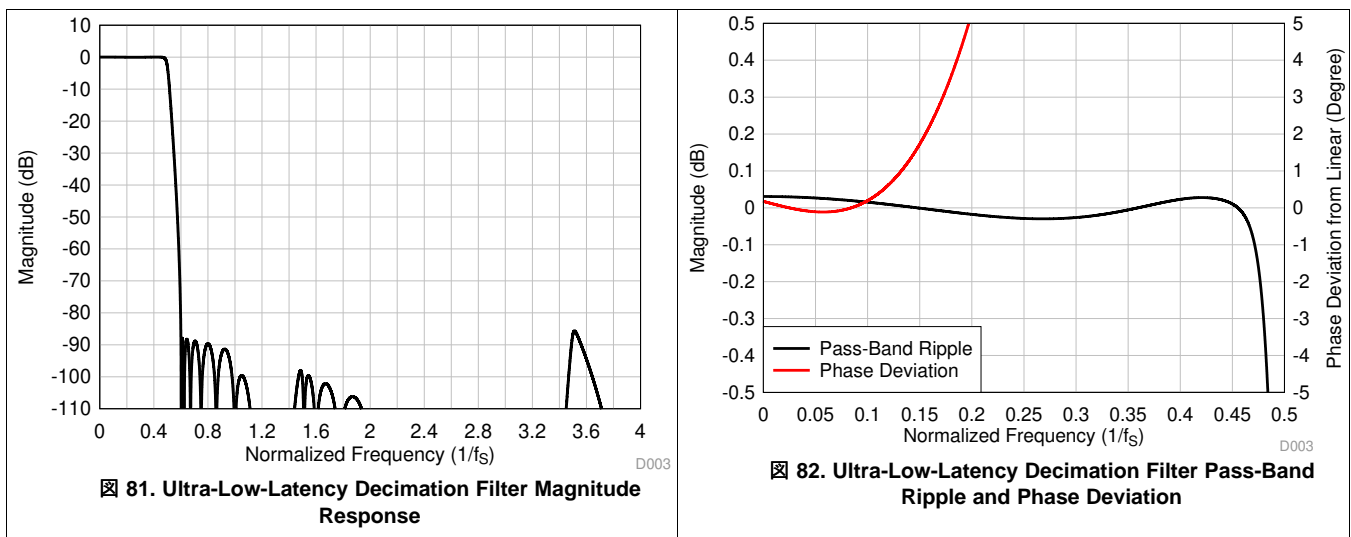 10
0
-10
-20
-30
-40
-50
-60
-70
-80
-90
-100
-110
Magnitude (dB)
0 0.4 0.8 1.2 1.6 2 2.4 2.8 3.2 3.6 4
Normalized Frequency (1/fS)
D003
図 81. Ultra-Low-Latency Decimation Filter Magnitude
Response
0.5
0.4
0.3
0.2
0.1
0
-0.1
-0.2
-0.3
-0.4
-0.5
Magnitude (dB)
5
4
3
2
1
0
-1
-2
-3
-4
-5
Phase Deviation from Linear (Degree)
Pass-Band Ripple
Phase Deviation
0 0.05 0.1 0.15 0.2 0.25 0.3 0.35 0.4 0.45 0.5
Normalized Frequency (1/fS)
D003
図 82. Ultra-Low-Latency Decimation Filter Pass-Band
Ripple and Phase Deviation